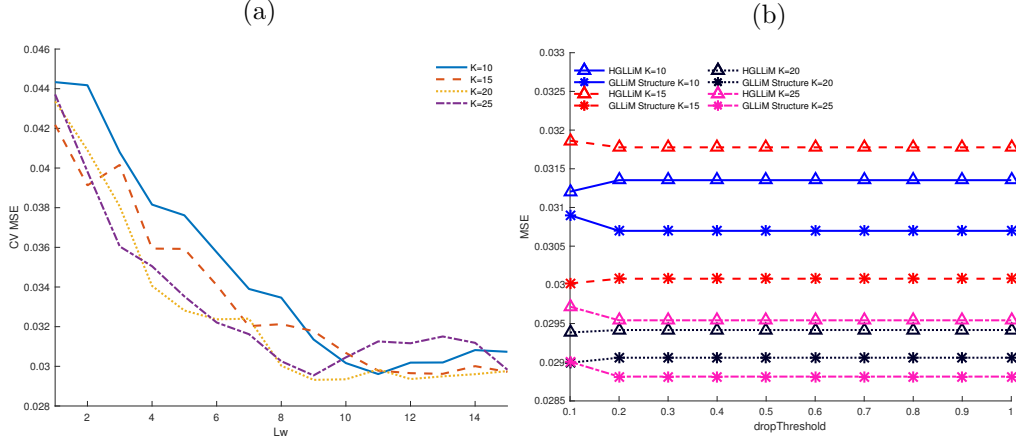 (a)
0.046
0.044
0.042
0.04
0.038
0.036
0.034
0.032
0.03
0.028
CV MSE
2
4
6
8
10
12
14
Lw
K=10
K=15
K=20
K=25
(b)
0.033
0.0325
0.032
0.0315
0.031
0.0305
0.03
0.0295
0.029
0.0285
MSE
0.1
0.2
0.3
0.4
0.5
0.6
0.7
0.8
0.9
1
dropThreshold
HGLLiM K=10
GLLiM Structure K=10
HGLLiM K=15
GLLiM Structure K=15
HGLLiM K=20
GLLiM Structure K=20
HGLLiM K=25
GLLiM Structure K=25